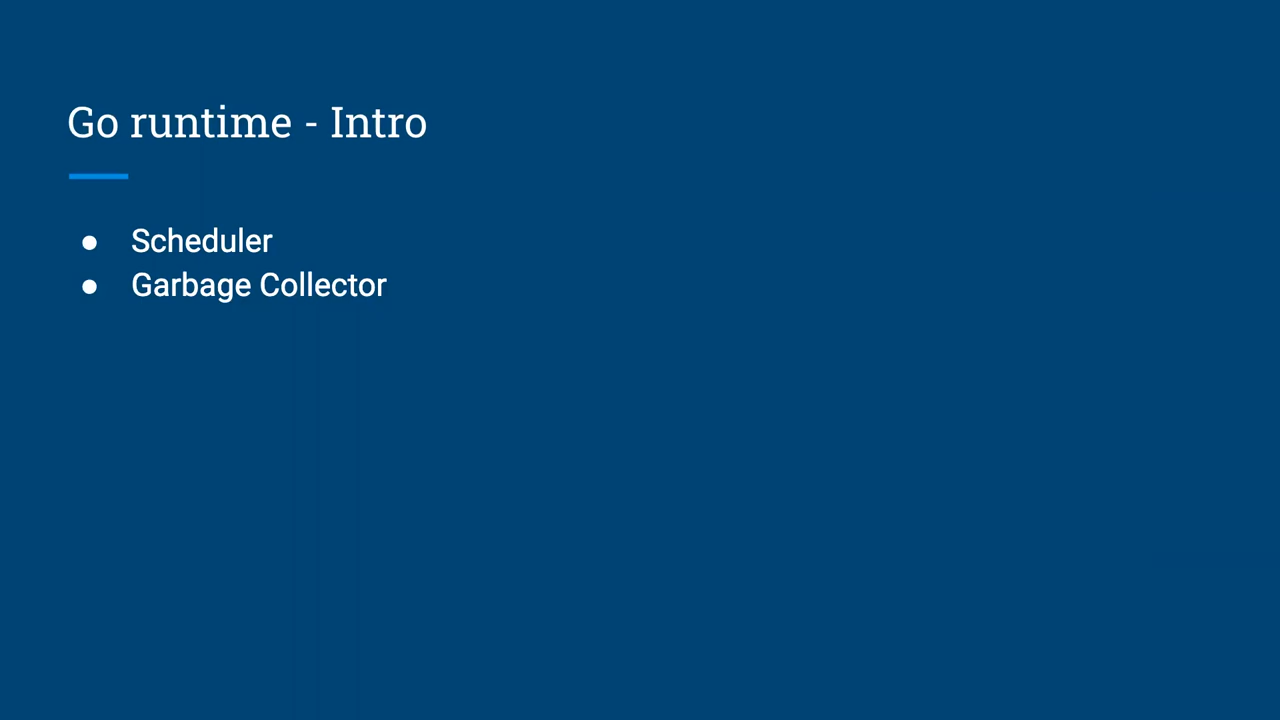 Go runtime - Intro
● Scheduler
● Garbage Collector